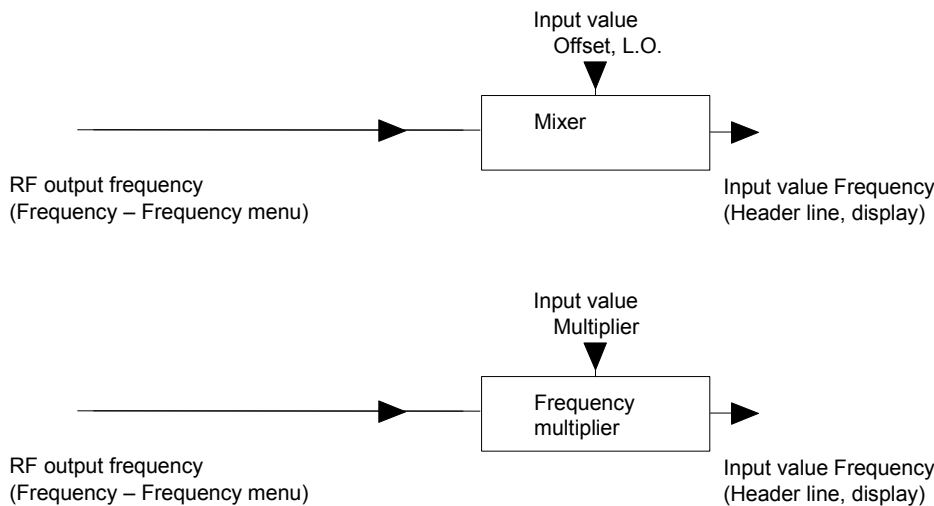 Input value
Offset, L.O.
Mixer
RF output frequency
(Frequency – Frequency menu)
Input value Frequency
(Header line, display)
Input value
Multiplier
Frequency
multiplier
RF output frequency
(Frequency – Frequency menu)
Input value Frequency
(Header line, display)